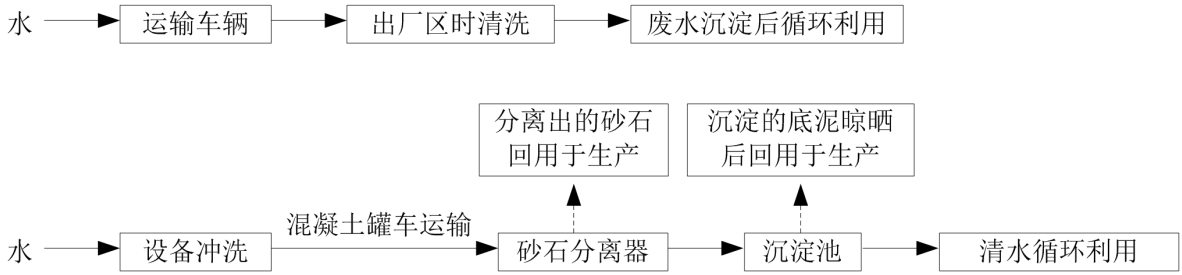 水
运输车辆
出厂区时清洗
废水沉淀后循环利用
分离出的砂石
回用于生产
沉淀的底泥晾晒
后回用于生产
水
设备冲洗
混凝土罐车运输
砂石分离器
沉淀池
清水循环利用